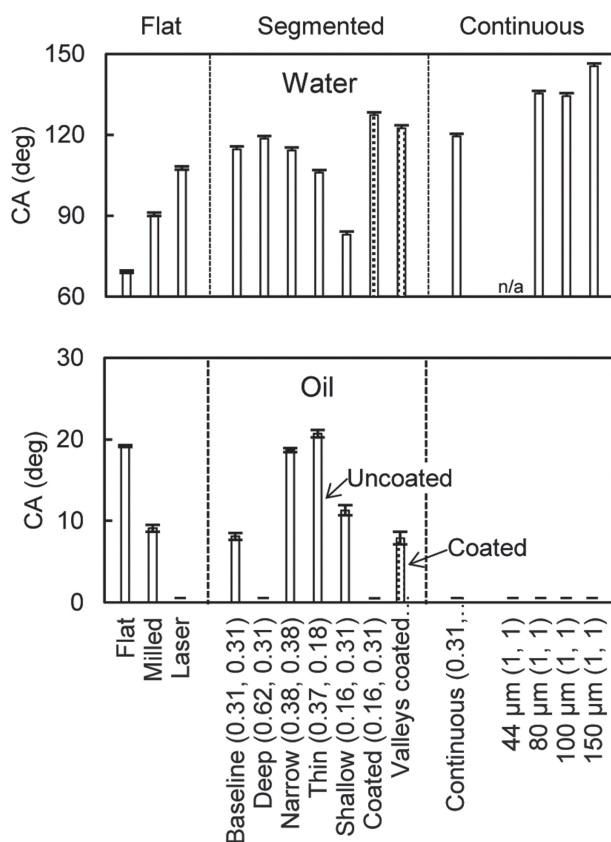 Flat Segmented Continuous
150
120
90
60
CA (deg)
Water
n/a
30
20
10
0
CA (deg)
Oil
Uncoated
Coated
Flat
Milled
Laser
Baseline (0.31, 0.31)
Deep (0.62, 0.31)
Narrow (0.38, 0.38)
Thin (0.37, 0.18)
Shallow (0.16, 0.31)
Coated (0.16, 0.31)
Valleys coated...
Continuous (0.31,...
44 µm (1, 1)
80 µm (1, 1)
100 µm (1, 1)
150 µm (1, 1)